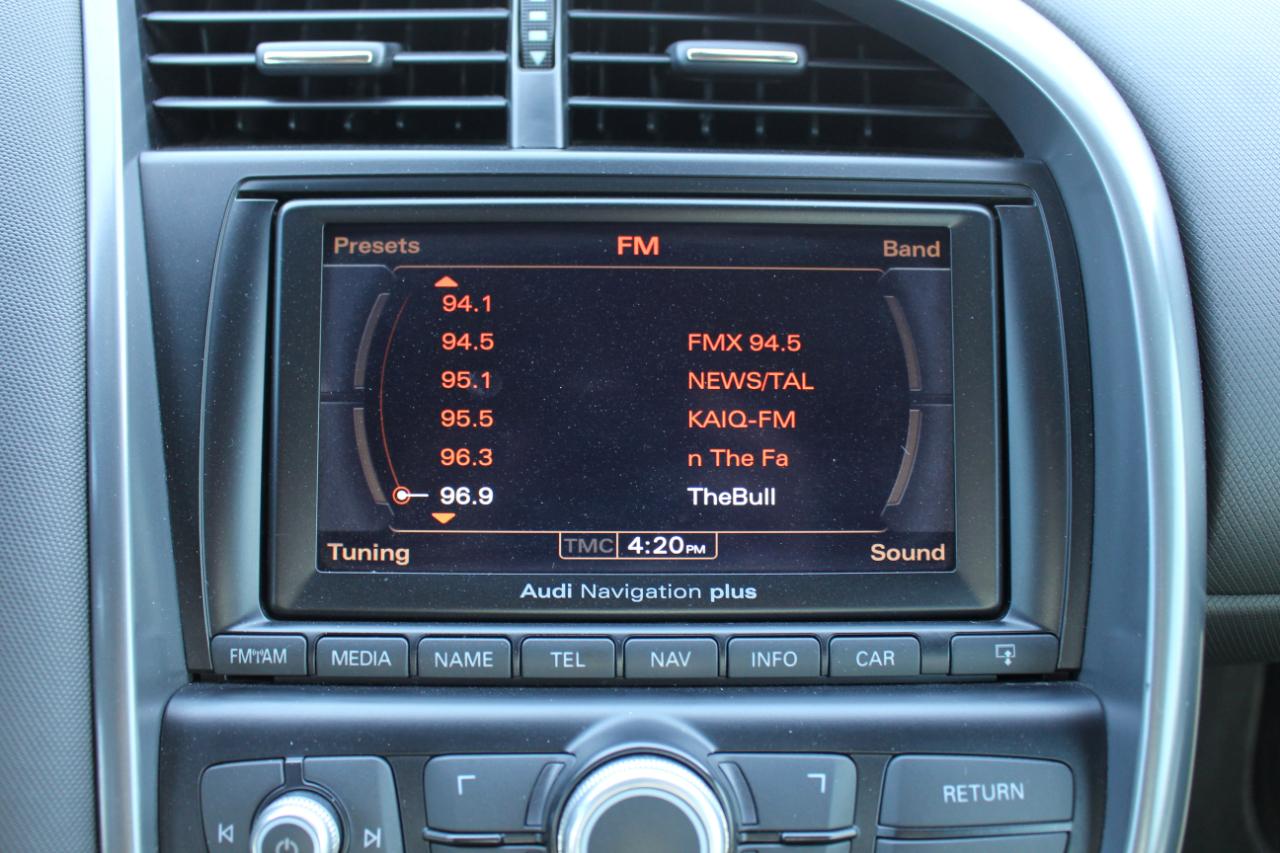 Presets FM Band
94.1
94.5 FMX 94.5
95.1 NEWS/TAL
95.5 KAIQ-FM
96.3 n The Fa
96.9 TheBull
Tuning TMC 4:20PM Sound
Audi Navigation plus
FM/AM MEDIA NAME TEL NAV INFO CAR
RETURN